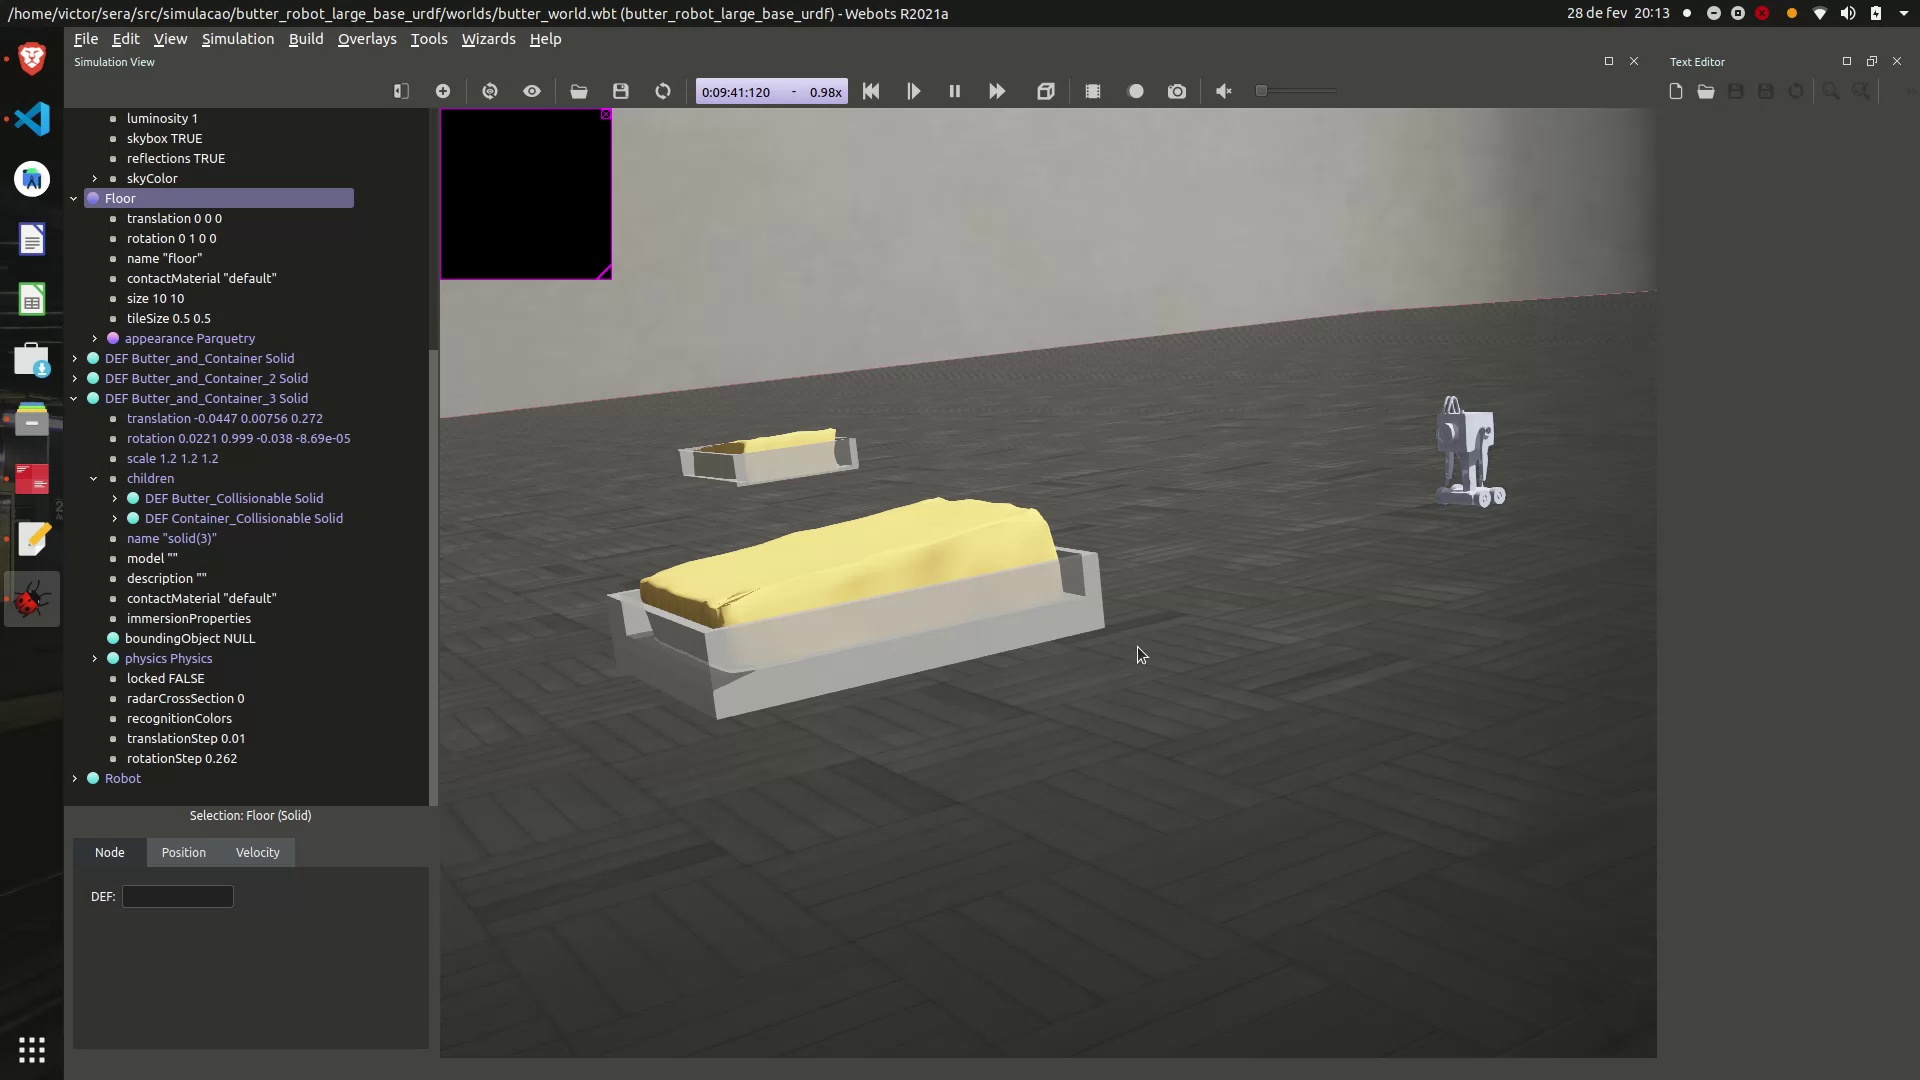 /home/victor/sera/src/simulacao/butter_robot_large_base_urdf/worlds/butter_world.wbt (butter_robot_large_base_urdf) - Webots R2021a
28 de fev 20:13
File Edit View Simulation Build Overlays Tools Wizards Help
Simulation View
Text Editor
0:09:41:120 - 0.98x
luminosity 1
skybox TRUE
reflections TRUE
skyColor
Floor
translation 0 0 0
rotation 0 1 0 0
name "floor"
contactMaterial "default"
size 10 10
tileSize 0.5 0.5
appearance Parquetry
DEF Butter_and_Container Solid
DEF Butter_and_Container_2 Solid
DEF Butter_and_Container_3 Solid
translation -0.0447 0.00756 0.272
rotation 0.0221 0.999 -0.038 -8.69e-05
scale 1.2 1.2 1.2
children
DEF Butter_Collisionable Solid
DEF Container_Collisionable Solid
name "solid(3)"
model ""
description ""
contactMaterial "default"
immersionProperties
boundingObject NULL
physics Physics
locked FALSE
radarCrossSection 0
recognitionColors
translationStep 0.01
rotationStep 0.262
Robot
Selection: Floor (Solid)
Node Position Velocity
DEF: